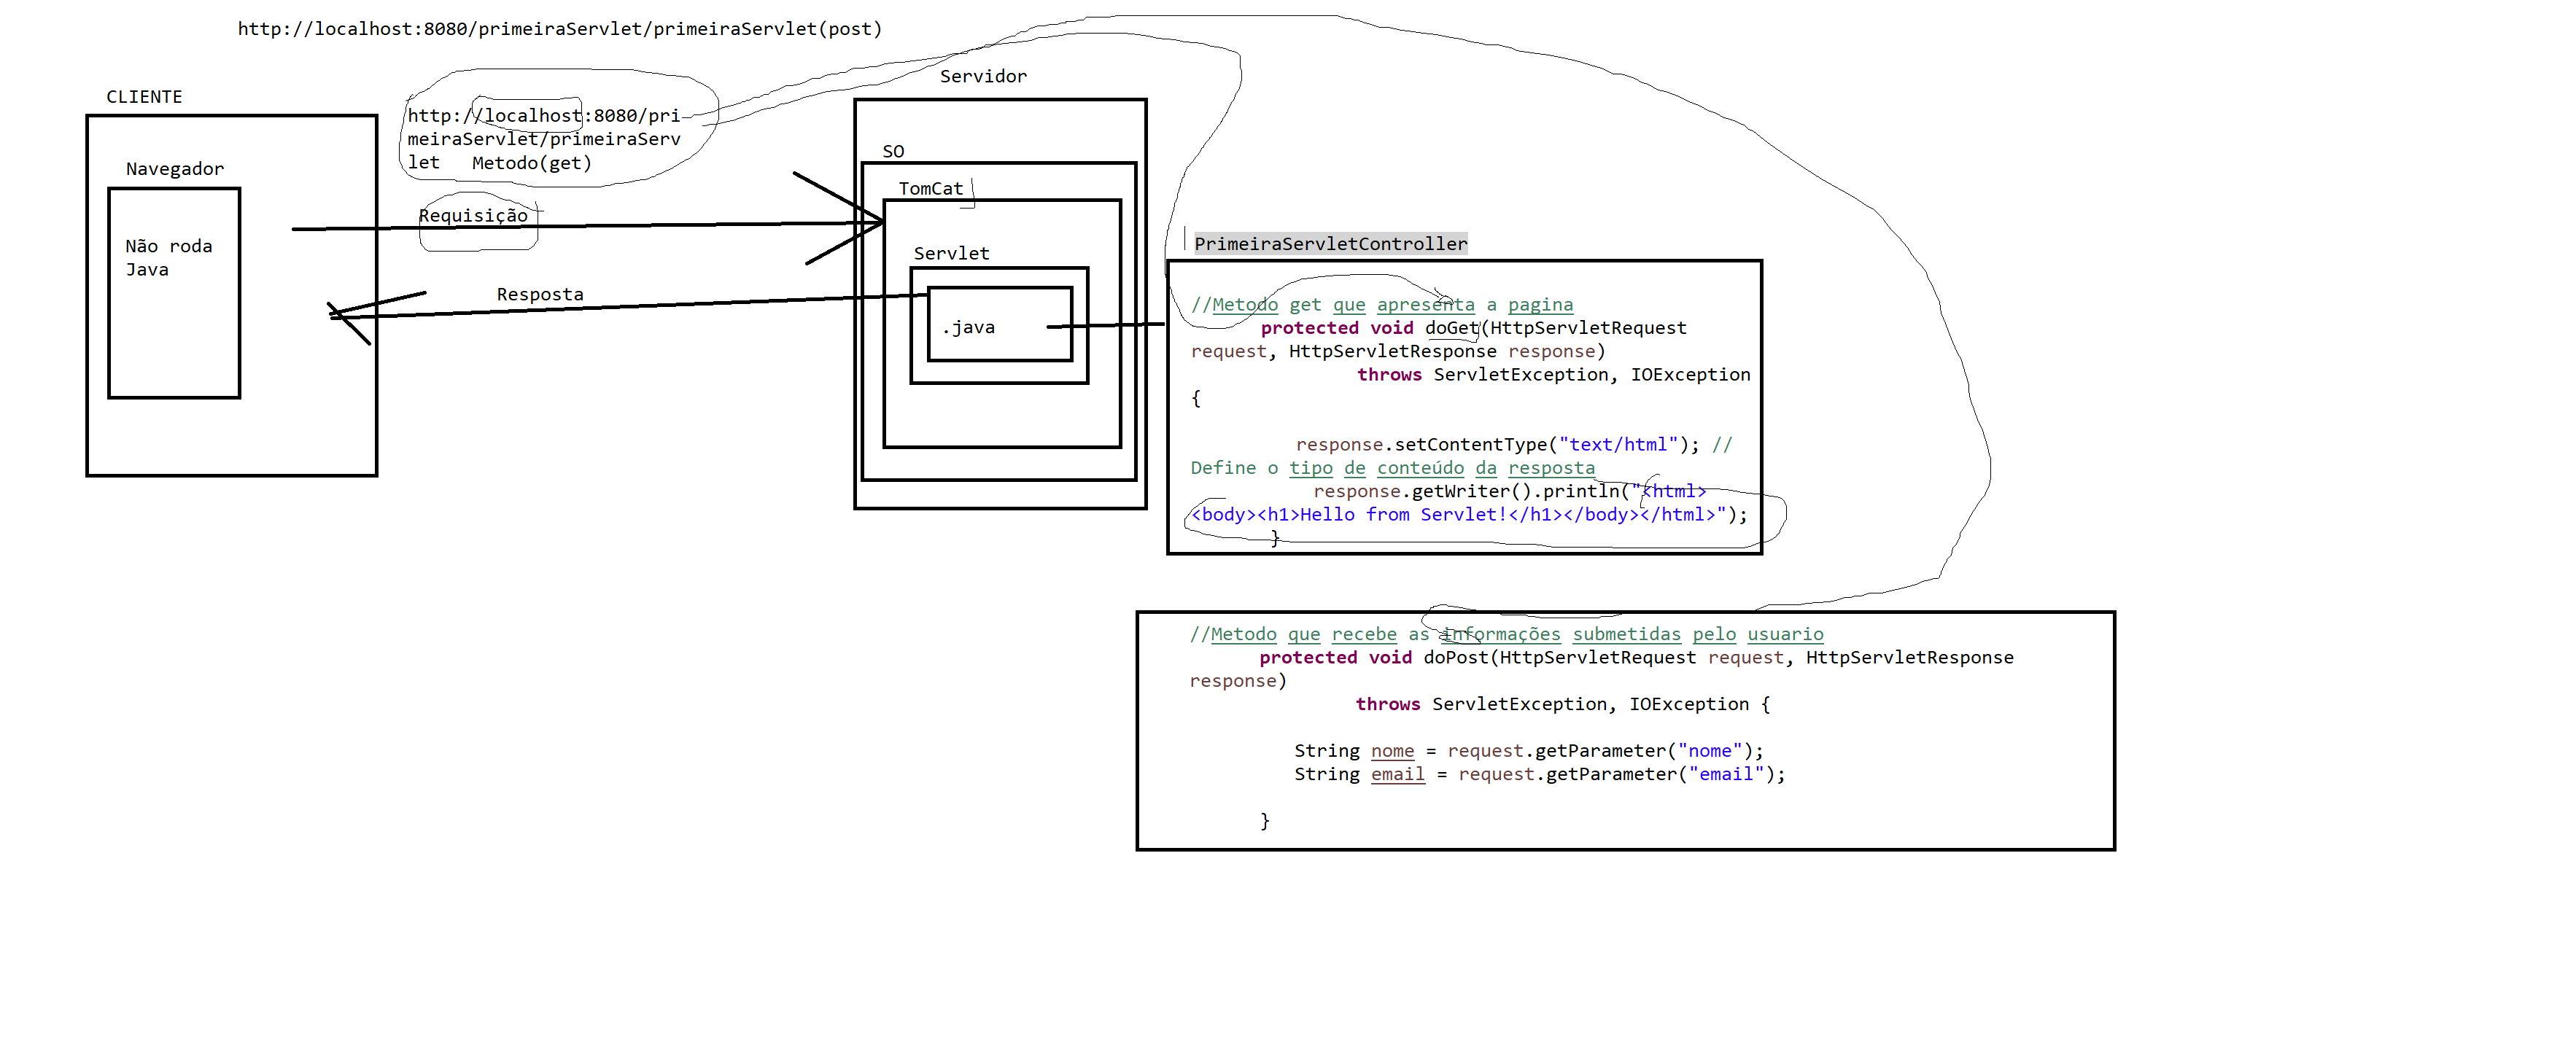 http://localhost:8080/primeiraServlet/primeiraServlet(post)
CLIENTE
Navegador
Não roda
Java
http://localhost:8080/pri
meiraServlet/primeiraServ
let   Metodo(get)
Requisição
Resposta
Servidor
SO
TomCat
Servlet
.java
PrimeiraServletController
//Metodo get que apresenta a pagina
protected void doGet(HttpServletRequest
request, HttpServletResponse response)
throws ServletException, IOException
{
response.setContentType("text/html"); //
Define o tipo de conteúdo da resposta
response.getWriter().println("<html>
<body><h1>Hello from Servlet!</h1></body></html>");
}
//Metodo que recebe as informações submetidas pelo usuario
protected void doPost(HttpServletRequest request, HttpServletResponse
response)
throws ServletException, IOException {
String nome = request.getParameter("nome");
String email = request.getParameter("email");
}